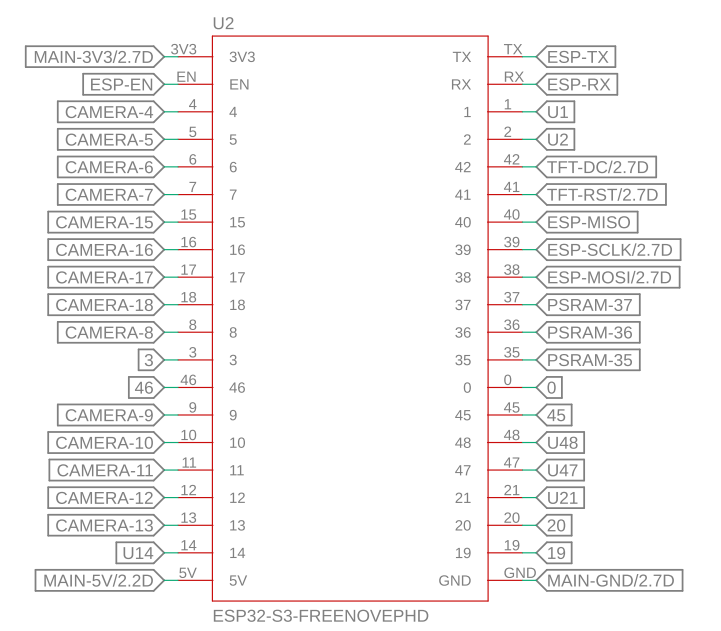 U2
MAIN-3V3/2.7D 3V3 3V3 TX TX ESP-TX
ESP-EN EN EN RX RX ESP-RX
CAMERA-4 4 4 1 1 U1
CAMERA-5 5 5 2 2 U2
CAMERA-6 6 6 42 42 TFT-DC/2.7D
CAMERA-7 7 7 41 41 TFT-RST/2.7D
CAMERA-15 15 15 40 40 ESP-MISO
CAMERA-16 16 16 39 39 ESP-SCLK/2.7D
CAMERA-17 17 17 38 38 ESP-MOSI/2.7D
CAMERA-18 18 18 37 37 PSRAM-37
CAMERA-8 8 8 36 36 PSRAM-36
3 3 3 35 35 PSRAM-35
46 46 46 0 0 0
CAMERA-9 9 9 45 45 45
CAMERA-10 10 10 48 48 U48
CAMERA-11 11 11 47 47 U47
CAMERA-12 12 12 21 21 U21
CAMERA-13 13 13 20 20 20
U14 14 14 19 19 19
MAIN-5V/2.2D 5V 5V GND GND MAIN-GND/2.7D
ESP32-S3-FREENOVEPHD